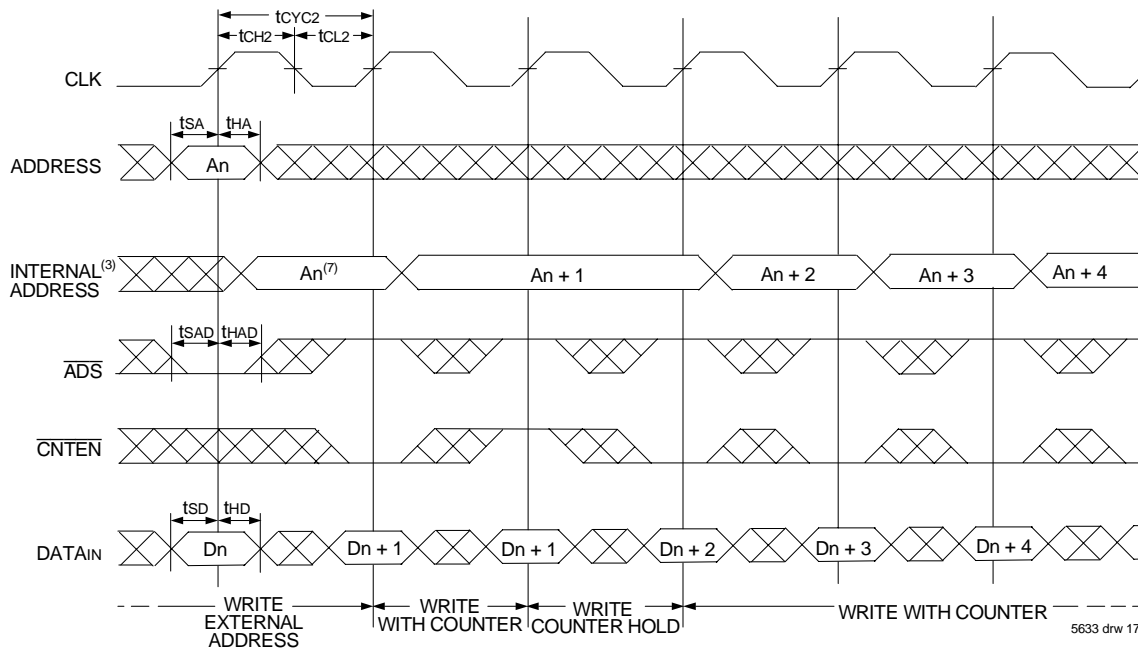 tCYC2
tCH2 tCL2
CLK
tSA tHA
ADDRESS An
INTERNAL(3)
ADDRESS
An(7) An + 1 An + 2 An + 3 An + 4
tSAD tHAD
ADS
CNTEN
tSD tHD
DATAIN Dn Dn + 1 Dn + 1 Dn + 2 Dn + 3 Dn + 4
WRITE
EXTERNAL
ADDRESS
WRITE
WITH COUNTER
WRITE
COUNTER HOLD
WRITE WITH COUNTER
5633 drw 17